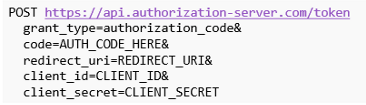 POST https://api.authorization-server.com/token
grant_type=authorization_code&
code=AUTH_CODE_HERE&
redirect_uri=REDIRECT_URI&
client_id=CLIENT_ID&
client_secret=CLIENT_SECRET